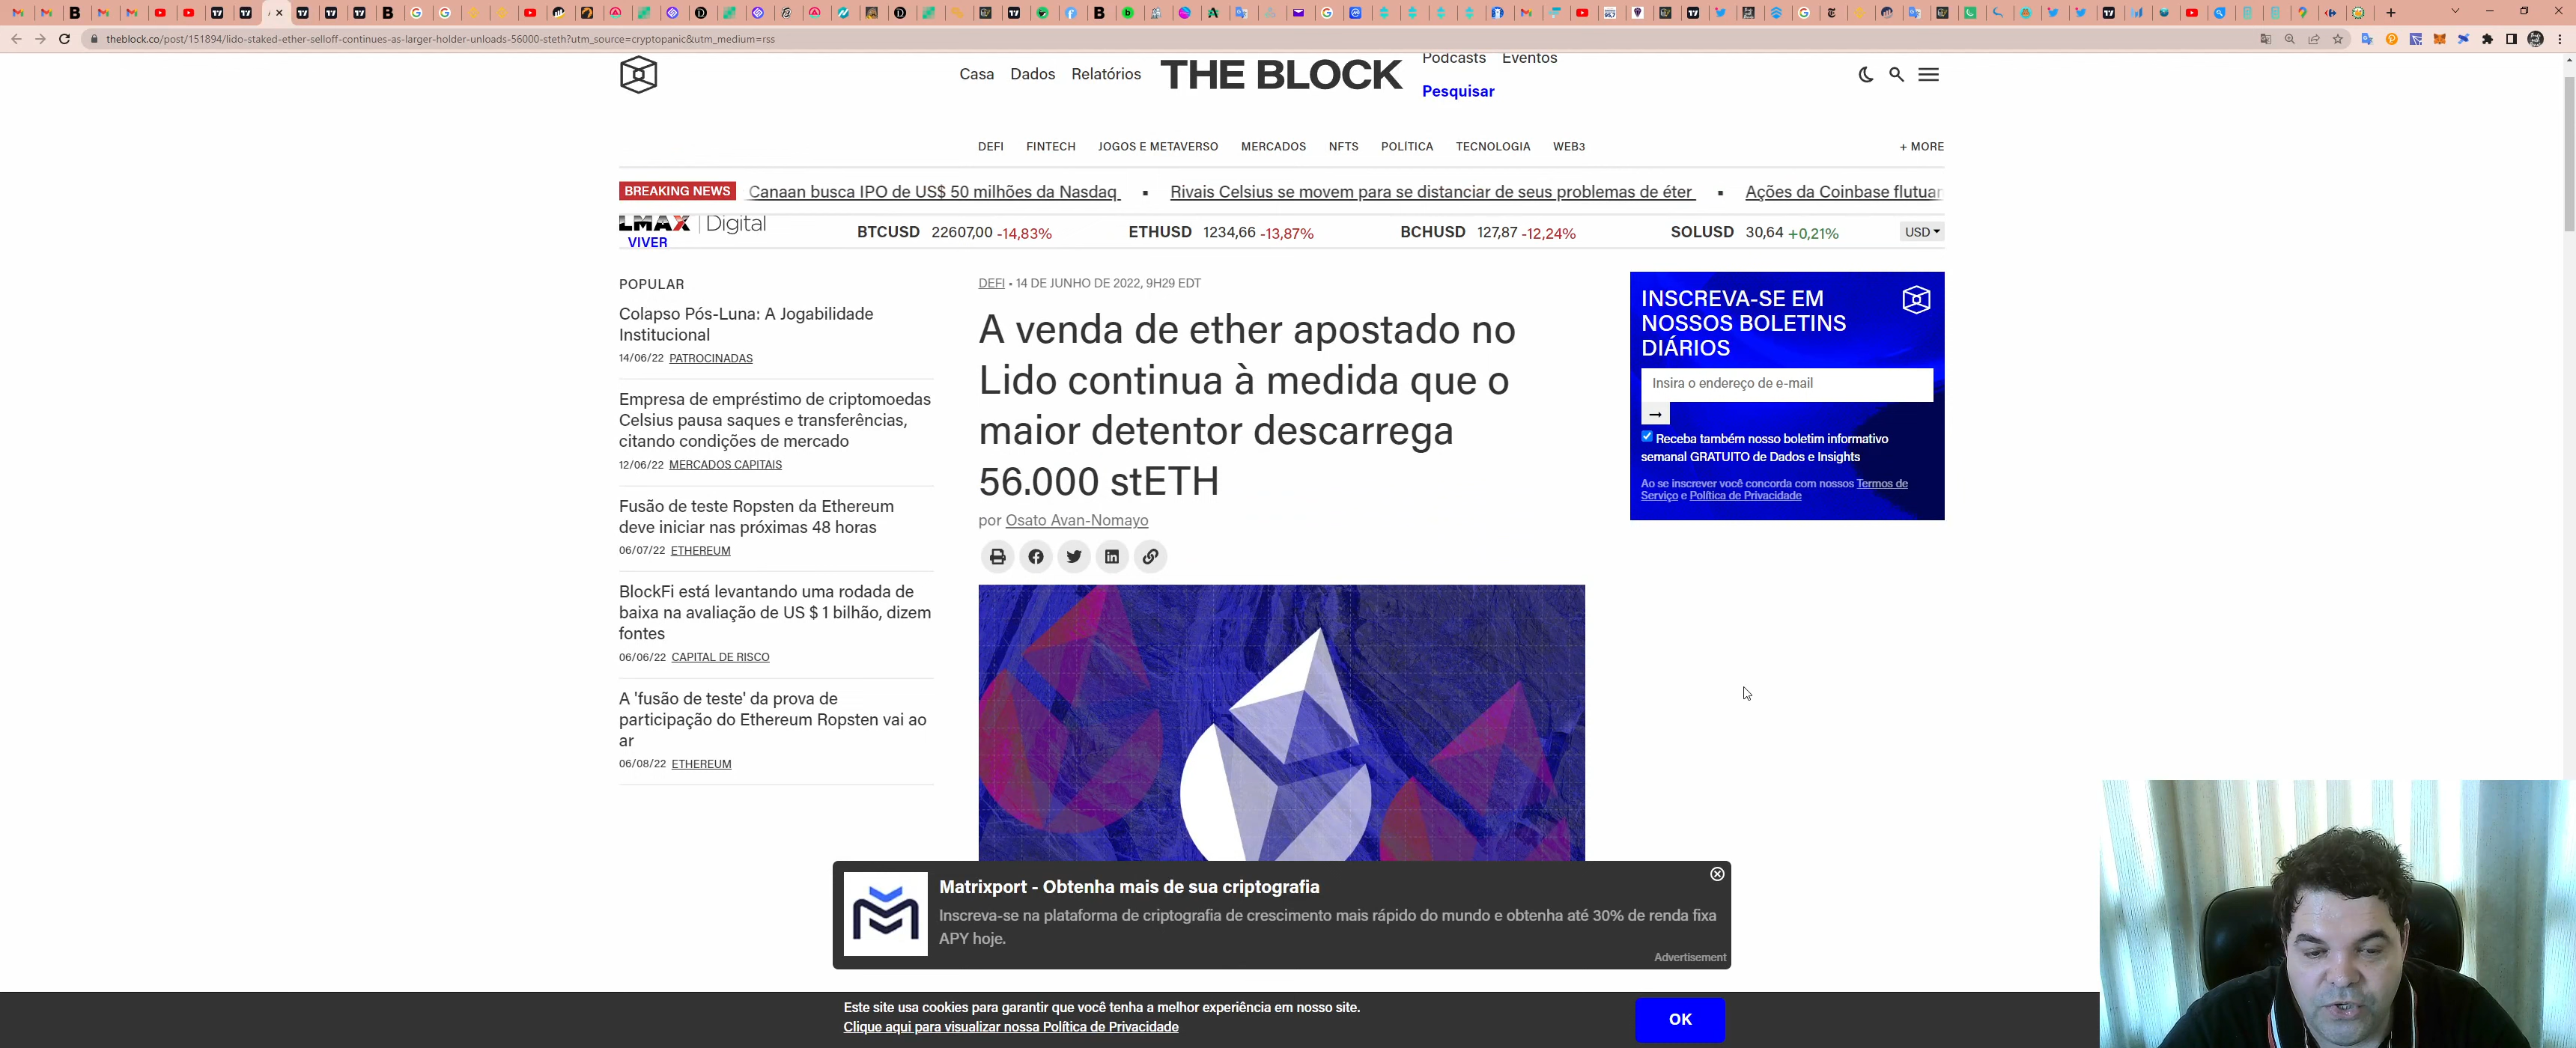 theblock.co/post/151894/lido-staked-ether-selloff-continues-as-larger-holder-unloads-56000-steth?utm_source=cryptopanic&utm_medium=rss
Casa Dados Relatórios THE BLOCK Podcasts Eventos
Pesquisar
DEFI FINTECH JOGOS E METAVERSO MERCADOS NFTS POLÍTICA TECNOLOGIA WEB3 + MORE
BREAKING NEWS Canaan busca IPO de US$ 50 milhões da Nasdaq ▪ Rivais Celsius se movem para se distanciar de seus problemas de éter ▪ Ações da Coinbase flutuar
LMAX Digital
VIVER
BTCUSD 22607,00 -14,83% ETHUSD 1234,66 -13,87% BCHUSD 127,87 -12,24% SOLUSD 30,64 +0,21% USD
POPULAR
Colapso Pós-Luna: A Jogabilidade
Institucional
14/06/22 PATROCINADAS
Empresa de empréstimo de criptomoedas
Celsius pausa saques e transferências,
citando condições de mercado
12/06/22 MERCADOS CAPITAIS
Fusão de teste Ropsten da Ethereum
deve iniciar nas próximas 48 horas
06/07/22 ETHEREUM
BlockFi está levantando uma rodada de
baixa na avaliação de US $ 1 bilhão, dizem
fontes
06/06/22 CAPITAL DE RISCO
A 'fusão de teste' da prova de
participação do Ethereum Ropsten vai ao
ar
06/08/22 ETHEREUM
DEFI • 14 DE JUNHO DE 2022, 9H29 EDT
A venda de ether apostado no
Lido continua à medida que o
maior detentor descarrega
56.000 stETH
por Osato Avan-Nomayo
INSCREVA-SE EM
NOSSOS BOLETINS
DIÁRIOS
Insira o endereço de e-mail
→
Receba também nosso boletim informativo
semanal GRATUITO de Dados e Insights
Ao se inscrever você concorda com nossos Termos de
Serviço e Política de Privacidade
Matrixport - Obtenha mais de sua criptografia
Inscreva-se na plataforma de criptografia de crescimento mais rápido do mundo e obtenha até 30% de renda fixa
APY hoje.
Advertisement
Este site usa cookies para garantir que você tenha a melhor experiência em nosso site.
Clique aqui para visualizar nossa Política de Privacidade
OK